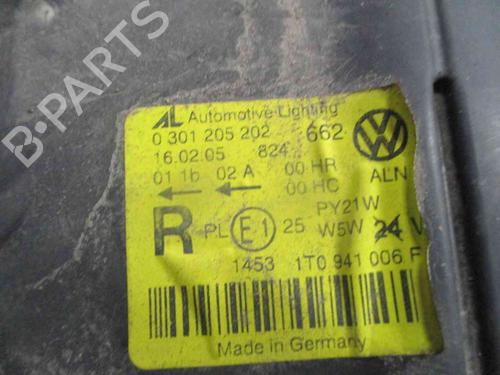 B-PARTS
AL Automotive Lighting
0 301 205 202 662
16.02.05 824
01 1b 02 A 00 HR ALN
00 HC
R PL E1 25 PY21W
W5W 24 V
1453 1T0 941 006 F
Made in Germany